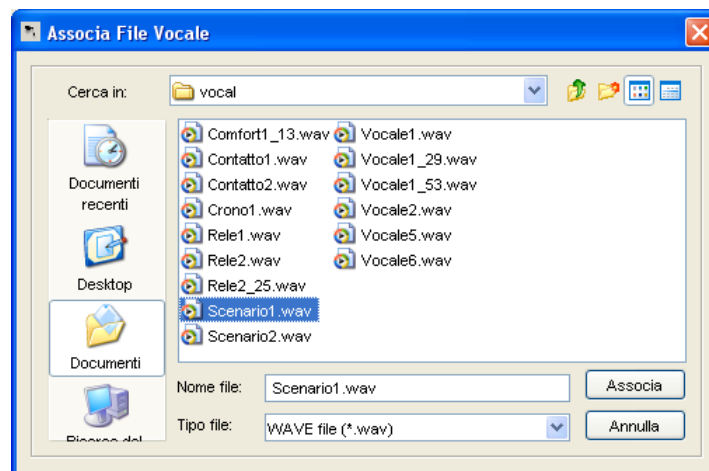 Associa File Vocale
Cerca in:
vocal
Documenti
recenti
Desktop
Documenti
Comfort1_13.wav
Contatto1.wav
Contatto2.wav
Crono1.wav
Rele1.wav
Rele2.wav
Rele2_25.wav
Scenario1.wav
Scenario2.wav
Vocale1.wav
Vocale1_29.wav
Vocale1_53.wav
Vocale2.wav
Vocale5.wav
Vocale6.wav
Nome file:
Scenario1.wav
Associa
Tipo file:
WAVE file (*.wav)
Annulla